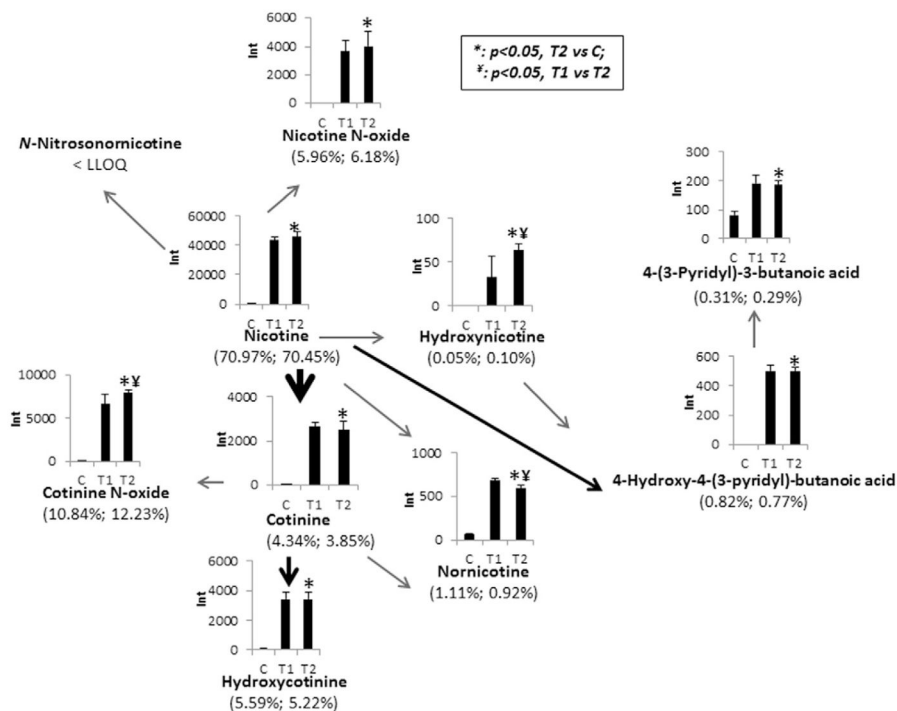 *: p<0.05, T2 vs C;
¥: p<0.05, T1 vs T2
6000
4000
2000
0
Int
*
C T1 T2
Nicotine N-oxide
(5.96%; 6.18%)
N-Nitrosonornicotine
< LLOQ
300
200
100
0
Int
*
C T1 T2
4-(3-Pyridyl)-3-butanoic acid
(0.31%; 0.29%)
60000
40000
20000
0
Int
*
C T1 T2
Nicotine
(70.97%; 70.45%)
100
50
0
Int
*¥
C T1 T2
Hydroxynicotine
(0.05%; 0.10%)
600
400
200
0
Int
*
C T1 T2
4-Hydroxy-4-(3-pyridyl)-butanoic acid
(0.82%; 0.77%)
10000
5000
0
Int
*¥
C T1 T2
Cotinine N-oxide
(10.84%; 12.23%)
4000
2000
0
Int
*
C T1 T2
Cotinine
(4.34%; 3.85%)
1000
500
0
Int
*¥
C T1 T2
Nornicotine
(1.11%; 0.92%)
6000
4000
2000
0
Int
*
C T1 T2
Hydroxycotinine
(5.59%; 5.22%)